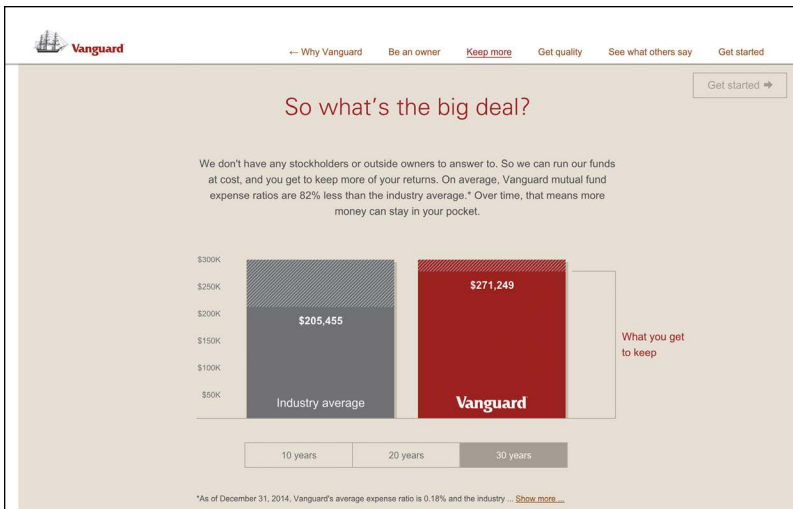 Vanguard
← Why Vanguard Be an owner Keep more Get quality See what others say Get started
Get started ➡
So what's the big deal?
We don't have any stockholders or outside owners to answer to. So we can run our funds
at cost, and you get to keep more of your returns. On average, Vanguard mutual fund
expense ratios are 82% less than the industry average.* Over time, that means more
money can stay in your pocket.
$300K
$250K
$200K
$150K
$100K
$50K
$205,455
Industry average
$271,249
Vanguard
What you get
to keep
10 years 20 years 30 years
*As of December 31, 2014, Vanguard's average expense ratio is 0.18% and the industry ... Show more ...